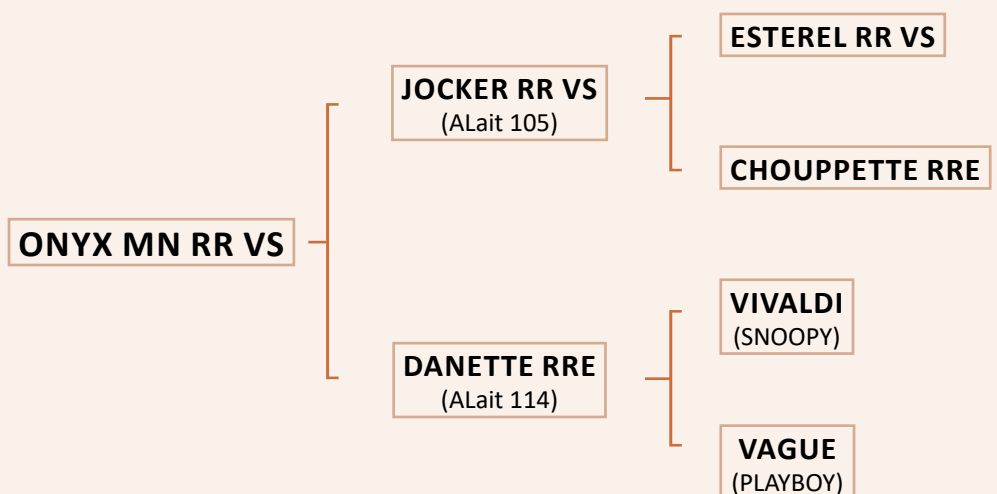 ESTEREL RR VS
JOCKER RR VS
(ALait 105)
CHOUPPETTE RRE
ONYX MN RR VS
VIVALDI
(SNOOPY)
DANETTE RRE
(ALait 114)
VAGUE
(PLAYBOY)